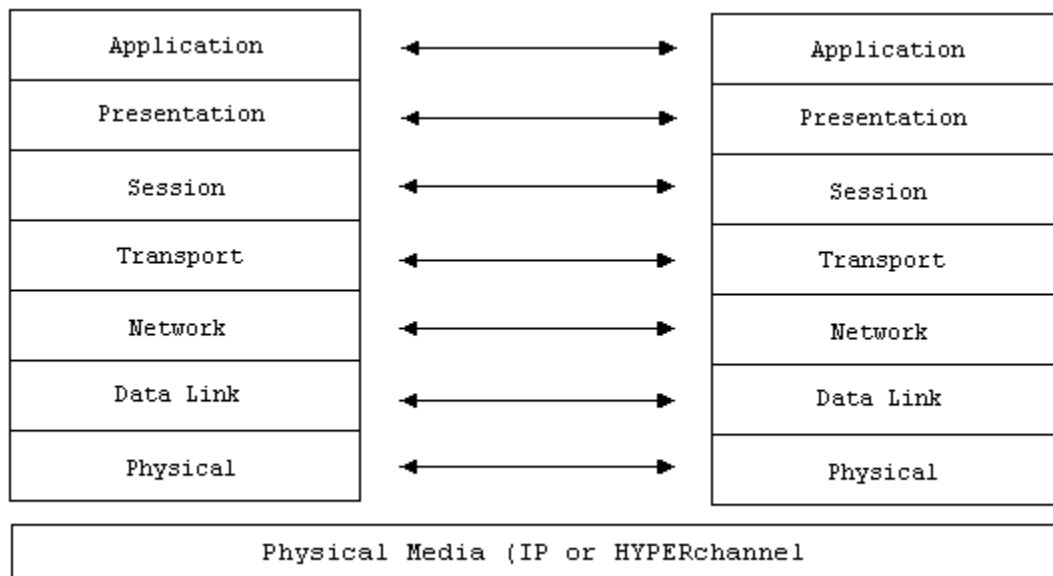 Application
Application
Presentation
Presentation
Session
Session
Transport
Transport
Network
Network
Data Link
Data Link
Physical
Physical
Physical Media (IP or HYPERchannel